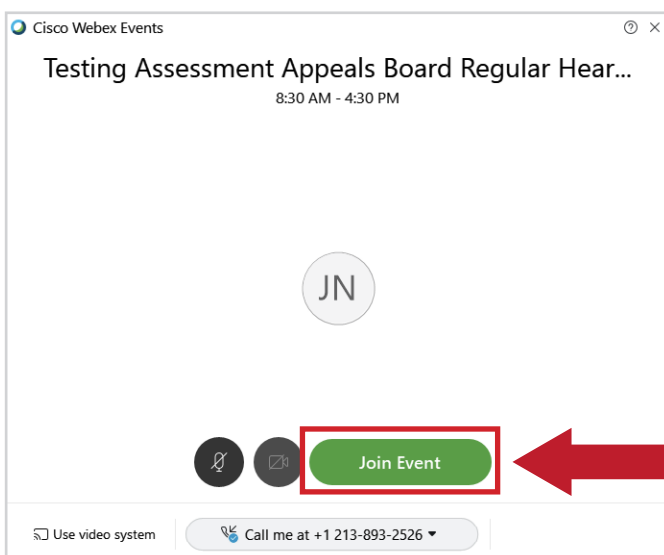 Cisco Webex Events
Testing Assessment Appeals Board Regular Hear...
8:30 AM - 4:30 PM
JN
Join Event
Use video system
Call me at +1 213-893-2526